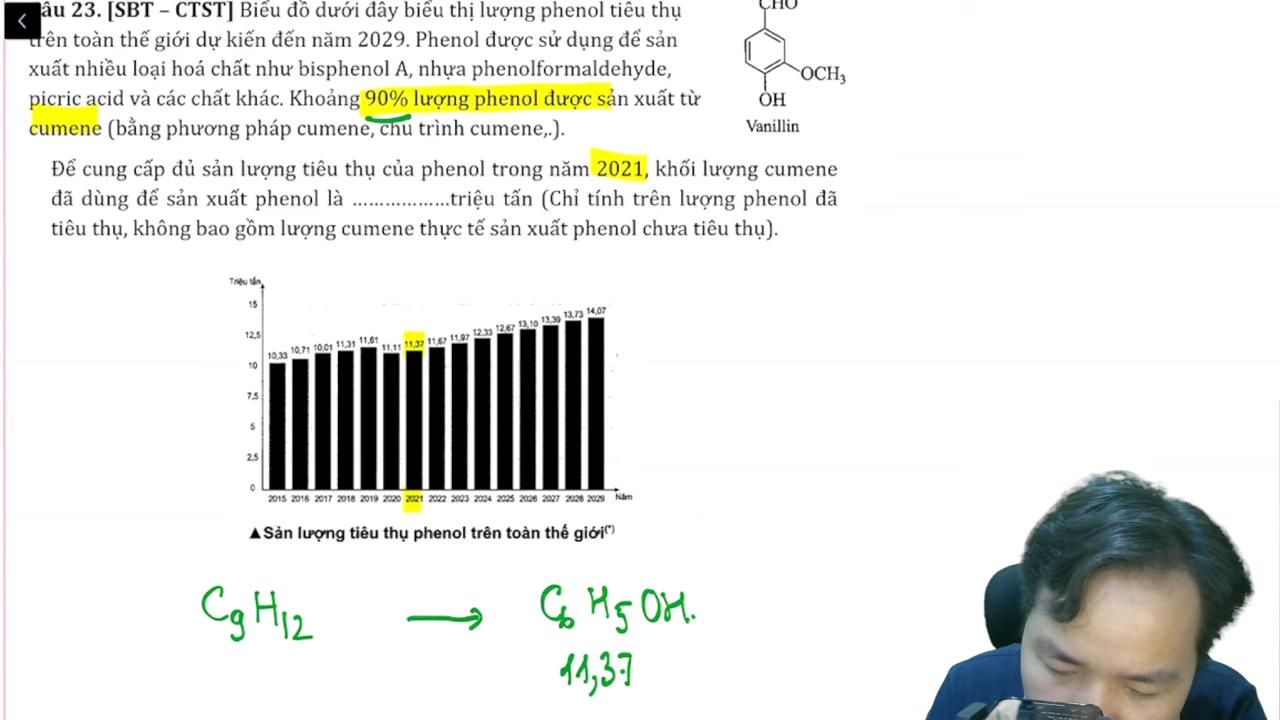 âu 23. [SBT – CTST] Biểu đồ dưới đây biểu thị lượng phenol tiêu thụ
trên toàn thế giới dự kiến đến năm 2029. Phenol được sử dụng để sản
xuất nhiều loại hoá chất như bisphenol A, nhựa phenolformaldehyde,
picric acid và các chất khác. Khoảng 90% lượng phenol được sản xuất từ
cumene (bằng phương pháp cumene, chu trình cumene,.).
CHO
OCH3
OH
Vanillin
Để cung cấp đủ sản lượng tiêu thụ của phenol trong năm 2021, khối lượng cumene
đã dùng để sản xuất phenol là ..................triệu tấn (Chỉ tính trên lượng phenol đã
tiêu thụ, không bao gồm lượng cumene thực tế sản xuất phenol chưa tiêu thụ).
Triệu tấn
15
12,5
10
7,5
5
2,5
0
10,33 10,71 10,01 11,31 11,61 11,11 11,37 11,67 11,97 12,33 12,67 13,10 13,39 13,73 14,07
2015 2016 2017 2018 2019 2020 2021 2022 2023 2024 2025 2026 2027 2028 2029 Năm
▲Sản lượng tiêu thụ phenol trên toàn thế giới(*)
C9H12 → C6H5OH.
11,37